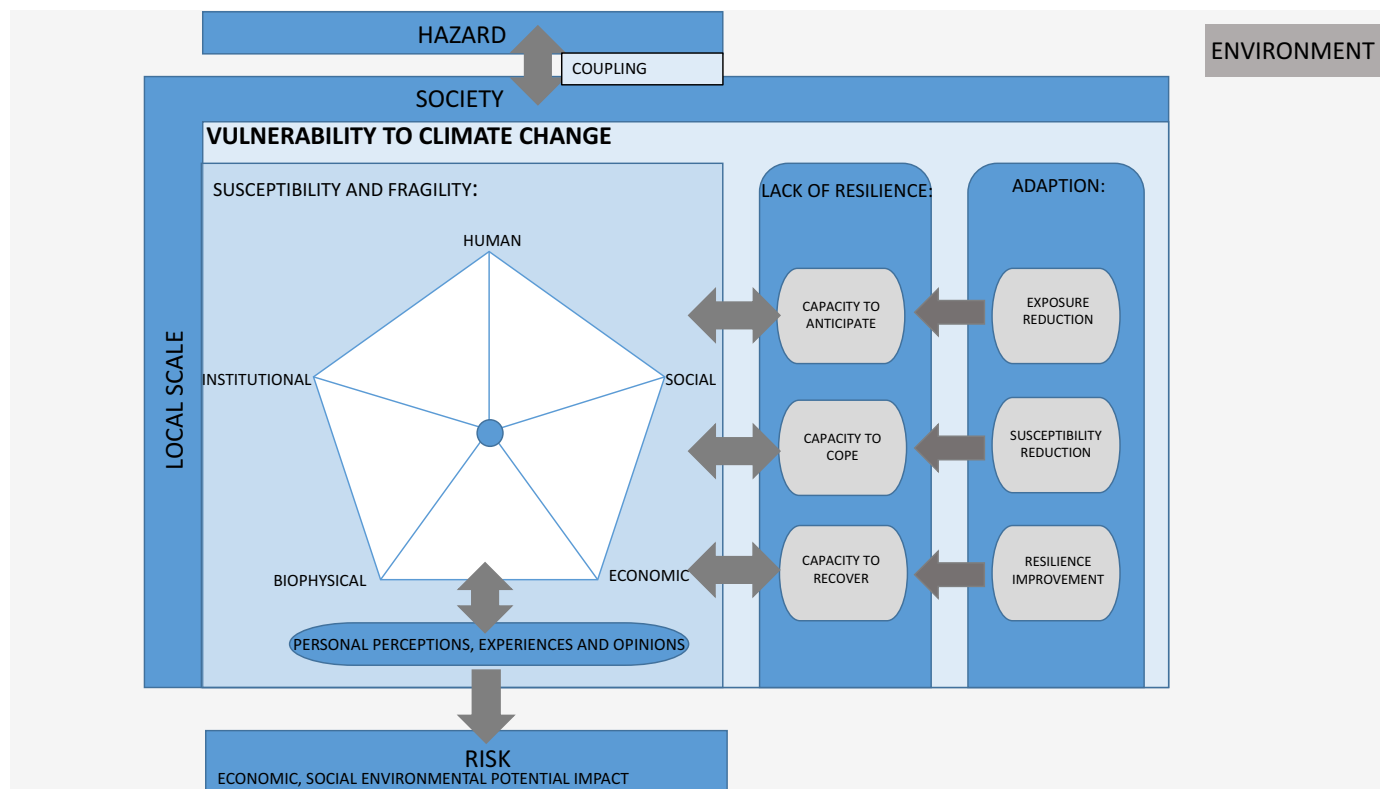 HAZARD
ENVIRONMENT
COUPLING
SOCIETY
VULNERABILITY TO CLIMATE CHANGE
LOCAL SCALE
SUSCEPTIBILITY AND FRAGILITY:
HUMAN
INSTITUTIONAL
SOCIAL
BIOPHYSICAL
ECONOMIC
PERSONAL PERCEPTIONS, EXPERIENCES AND OPINIONS
LACK OF RESILIENCE:
CAPACITY TO
ANTICIPATE
CAPACITY TO
COPE
CAPACITY TO
RECOVER
ADAPTION:
EXPOSURE
REDUCTION
SUSCEPTIBILITY
REDUCTION
RESILIENCE
IMPROVEMENT
RISK
ECONOMIC, SOCIAL ENVIRONMENTAL POTENTIAL IMPACT